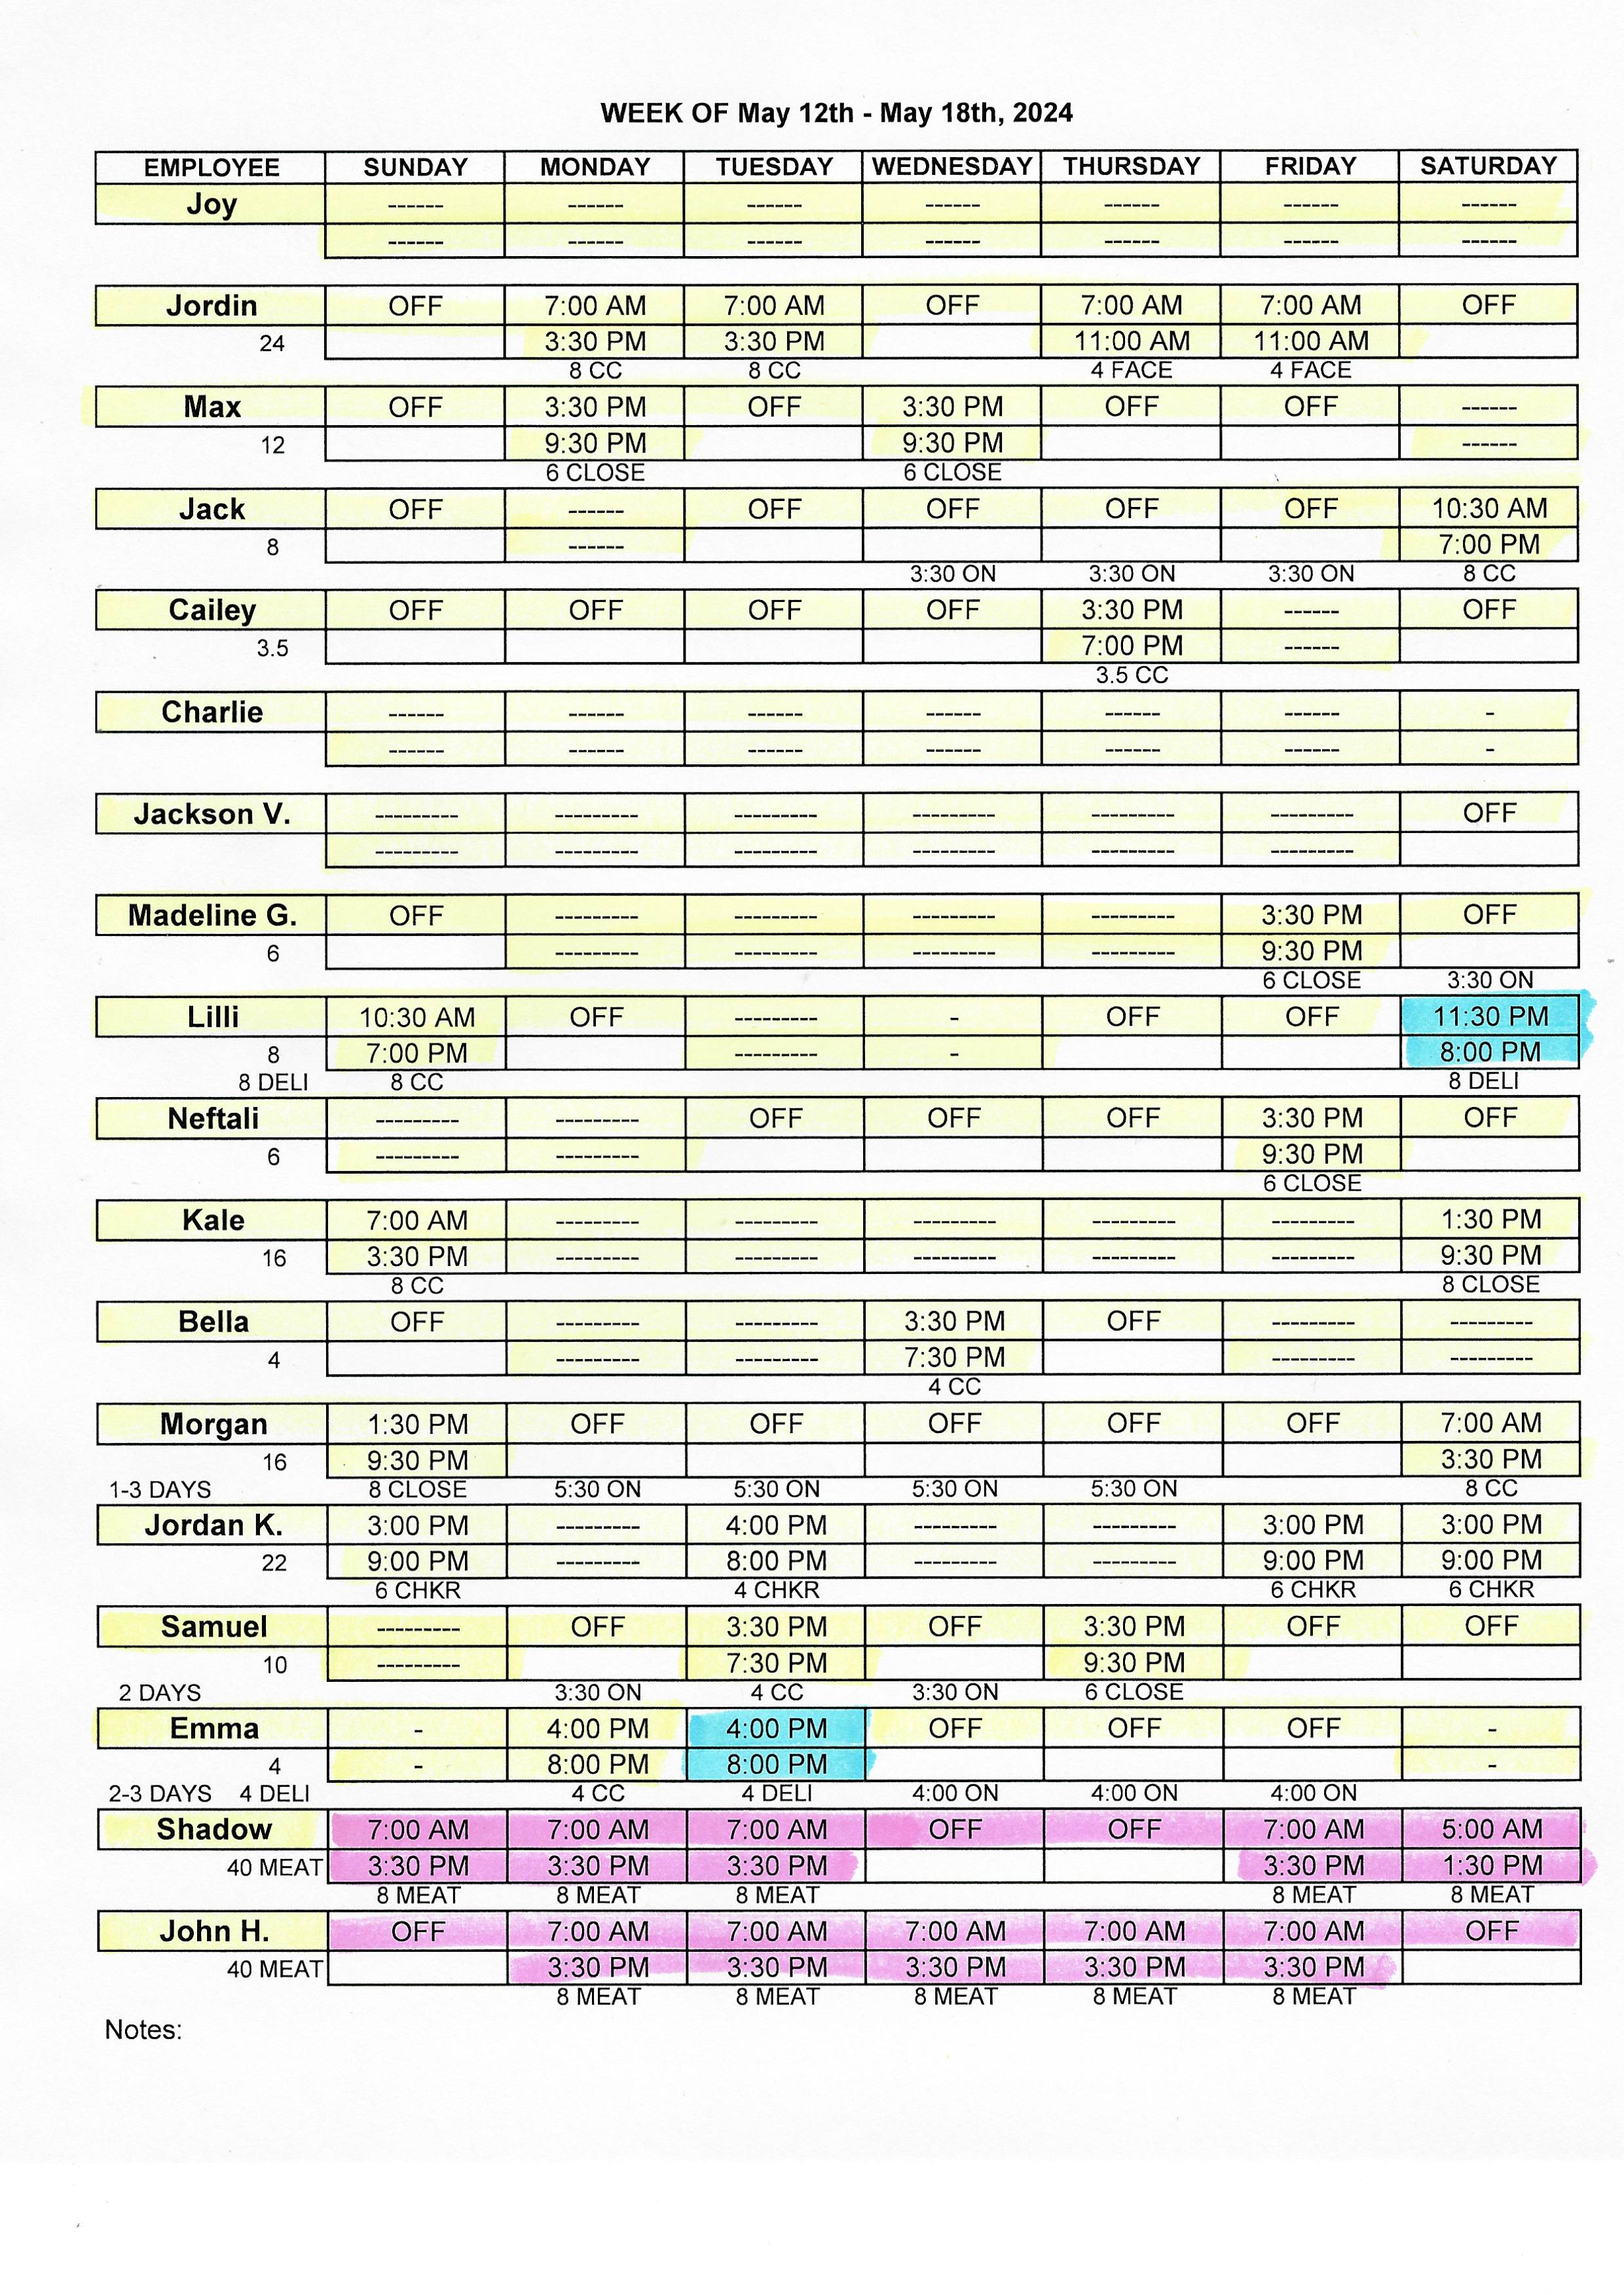 WEEK OF May 12th - May 18th, 2024
EMPLOYEE SUNDAY MONDAY TUESDAY WEDNESDAY THURSDAY FRIDAY SATURDAY
Joy ------ ------ ------ ------ ------ ------ ------
------ ------ ------ ------ ------ ------ ------
Jordin OFF 7:00 AM 7:00 AM OFF 7:00 AM 7:00 AM OFF
24 3:30 PM 3:30 PM 11:00 AM 11:00 AM
8 CC 8 CC 4 FACE 4 FACE
Max OFF 3:30 PM OFF 3:30 PM OFF OFF ------
12 9:30 PM 9:30 PM ------
6 CLOSE 6 CLOSE
Jack OFF ------ OFF OFF OFF OFF 10:30 AM
8 ------ 7:00 PM
3:30 ON 3:30 ON 3:30 ON 8 CC
Cailey OFF OFF OFF OFF 3:30 PM ------ OFF
3.5 7:00 PM ------
3.5 CC
Charlie ------ ------ ------ ------ ------ ------ -
------ ------ ------ ------ ------ ------ -
Jackson V. --------- --------- --------- --------- --------- --------- OFF
--------- --------- --------- --------- --------- ---------
Madeline G. OFF --------- --------- --------- --------- 3:30 PM OFF
6 --------- --------- --------- --------- 9:30 PM
6 CLOSE 3:30 ON
Lilli 10:30 AM OFF --------- - OFF OFF 11:30 PM
8 7:00 PM --------- - 8:00 PM
8 DELI 8 CC 8 DELI
Neftali --------- --------- OFF OFF OFF 3:30 PM OFF
6 --------- --------- 9:30 PM
6 CLOSE
Kale 7:00 AM --------- --------- --------- --------- --------- 1:30 PM
16 3:30 PM --------- --------- --------- --------- --------- 9:30 PM
8 CC 8 CLOSE
Bella OFF --------- --------- 3:30 PM OFF --------- ---------
4 --------- --------- 7:30 PM --------- ---------
4 CC
Morgan 1:30 PM OFF OFF OFF OFF OFF 7:00 AM
16 9:30 PM 3:30 PM
1-3 DAYS 8 CLOSE 5:30 ON 5:30 ON 5:30 ON 5:30 ON 8 CC
Jordan K. 3:00 PM --------- 4:00 PM --------- --------- 3:00 PM 3:00 PM
22 9:00 PM --------- 8:00 PM --------- --------- 9:00 PM 9:00 PM
6 CHKR 4 CHKR 6 CHKR 6 CHKR
Samuel --------- OFF 3:30 PM OFF 3:30 PM OFF OFF
10 --------- 7:30 PM 9:30 PM
2 DAYS 3:30 ON 4 CC 3:30 ON 6 CLOSE
Emma - 4:00 PM 4:00 PM OFF OFF OFF -
4 - 8:00 PM 8:00 PM -
2-3 DAYS 4 DELI 4 CC 4 DELI 4:00 ON 4:00 ON 4:00 ON
Shadow 7:00 AM 7:00 AM 7:00 AM OFF OFF 7:00 AM 5:00 AM
40 MEAT 3:30 PM 3:30 PM 3:30 PM 3:30 PM 1:30 PM
8 MEAT 8 MEAT 8 MEAT 8 MEAT 8 MEAT
John H. OFF 7:00 AM 7:00 AM 7:00 AM 7:00 AM 7:00 AM OFF
40 MEAT 3:30 PM 3:30 PM 3:30 PM 3:30 PM 3:30 PM
8 MEAT 8 MEAT 8 MEAT 8 MEAT 8 MEAT
Notes: